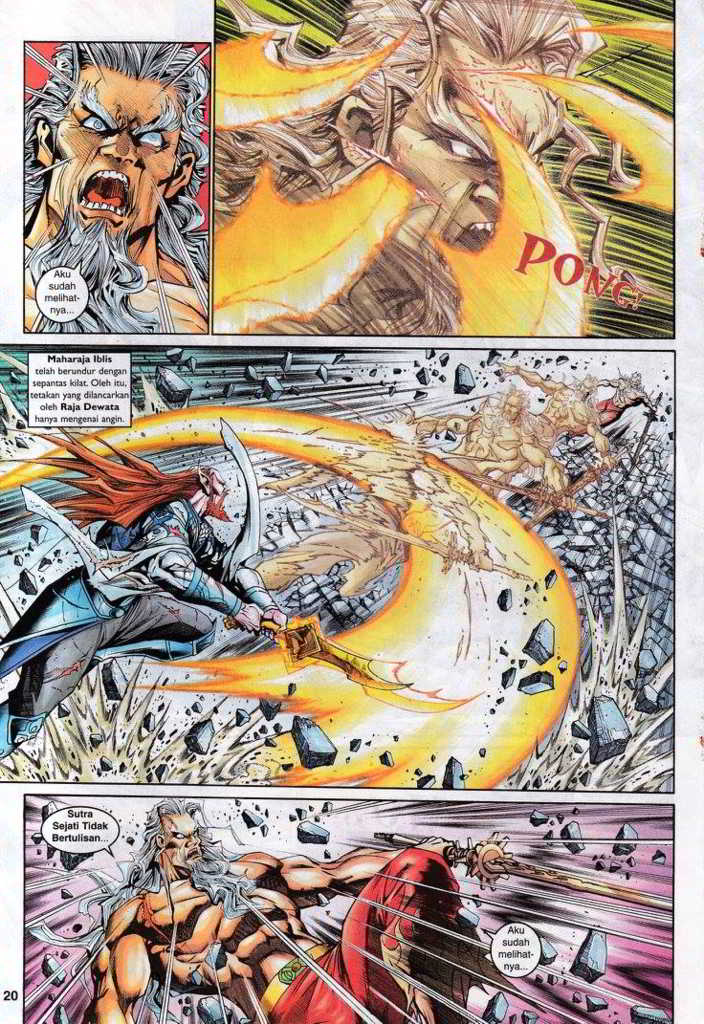 Aku
sudah
melihat-
nya...
PONG!
Maharaja Iblis
telah berundur dengan
sepantas kilat. Oleh itu,
tetakan yang dilancarkan
oleh Raja Dewata
hanya mengenai angin.
Sutra
Sejati Tidak
Bertulisan...
Aku
sudah
melihat-
nya...
20